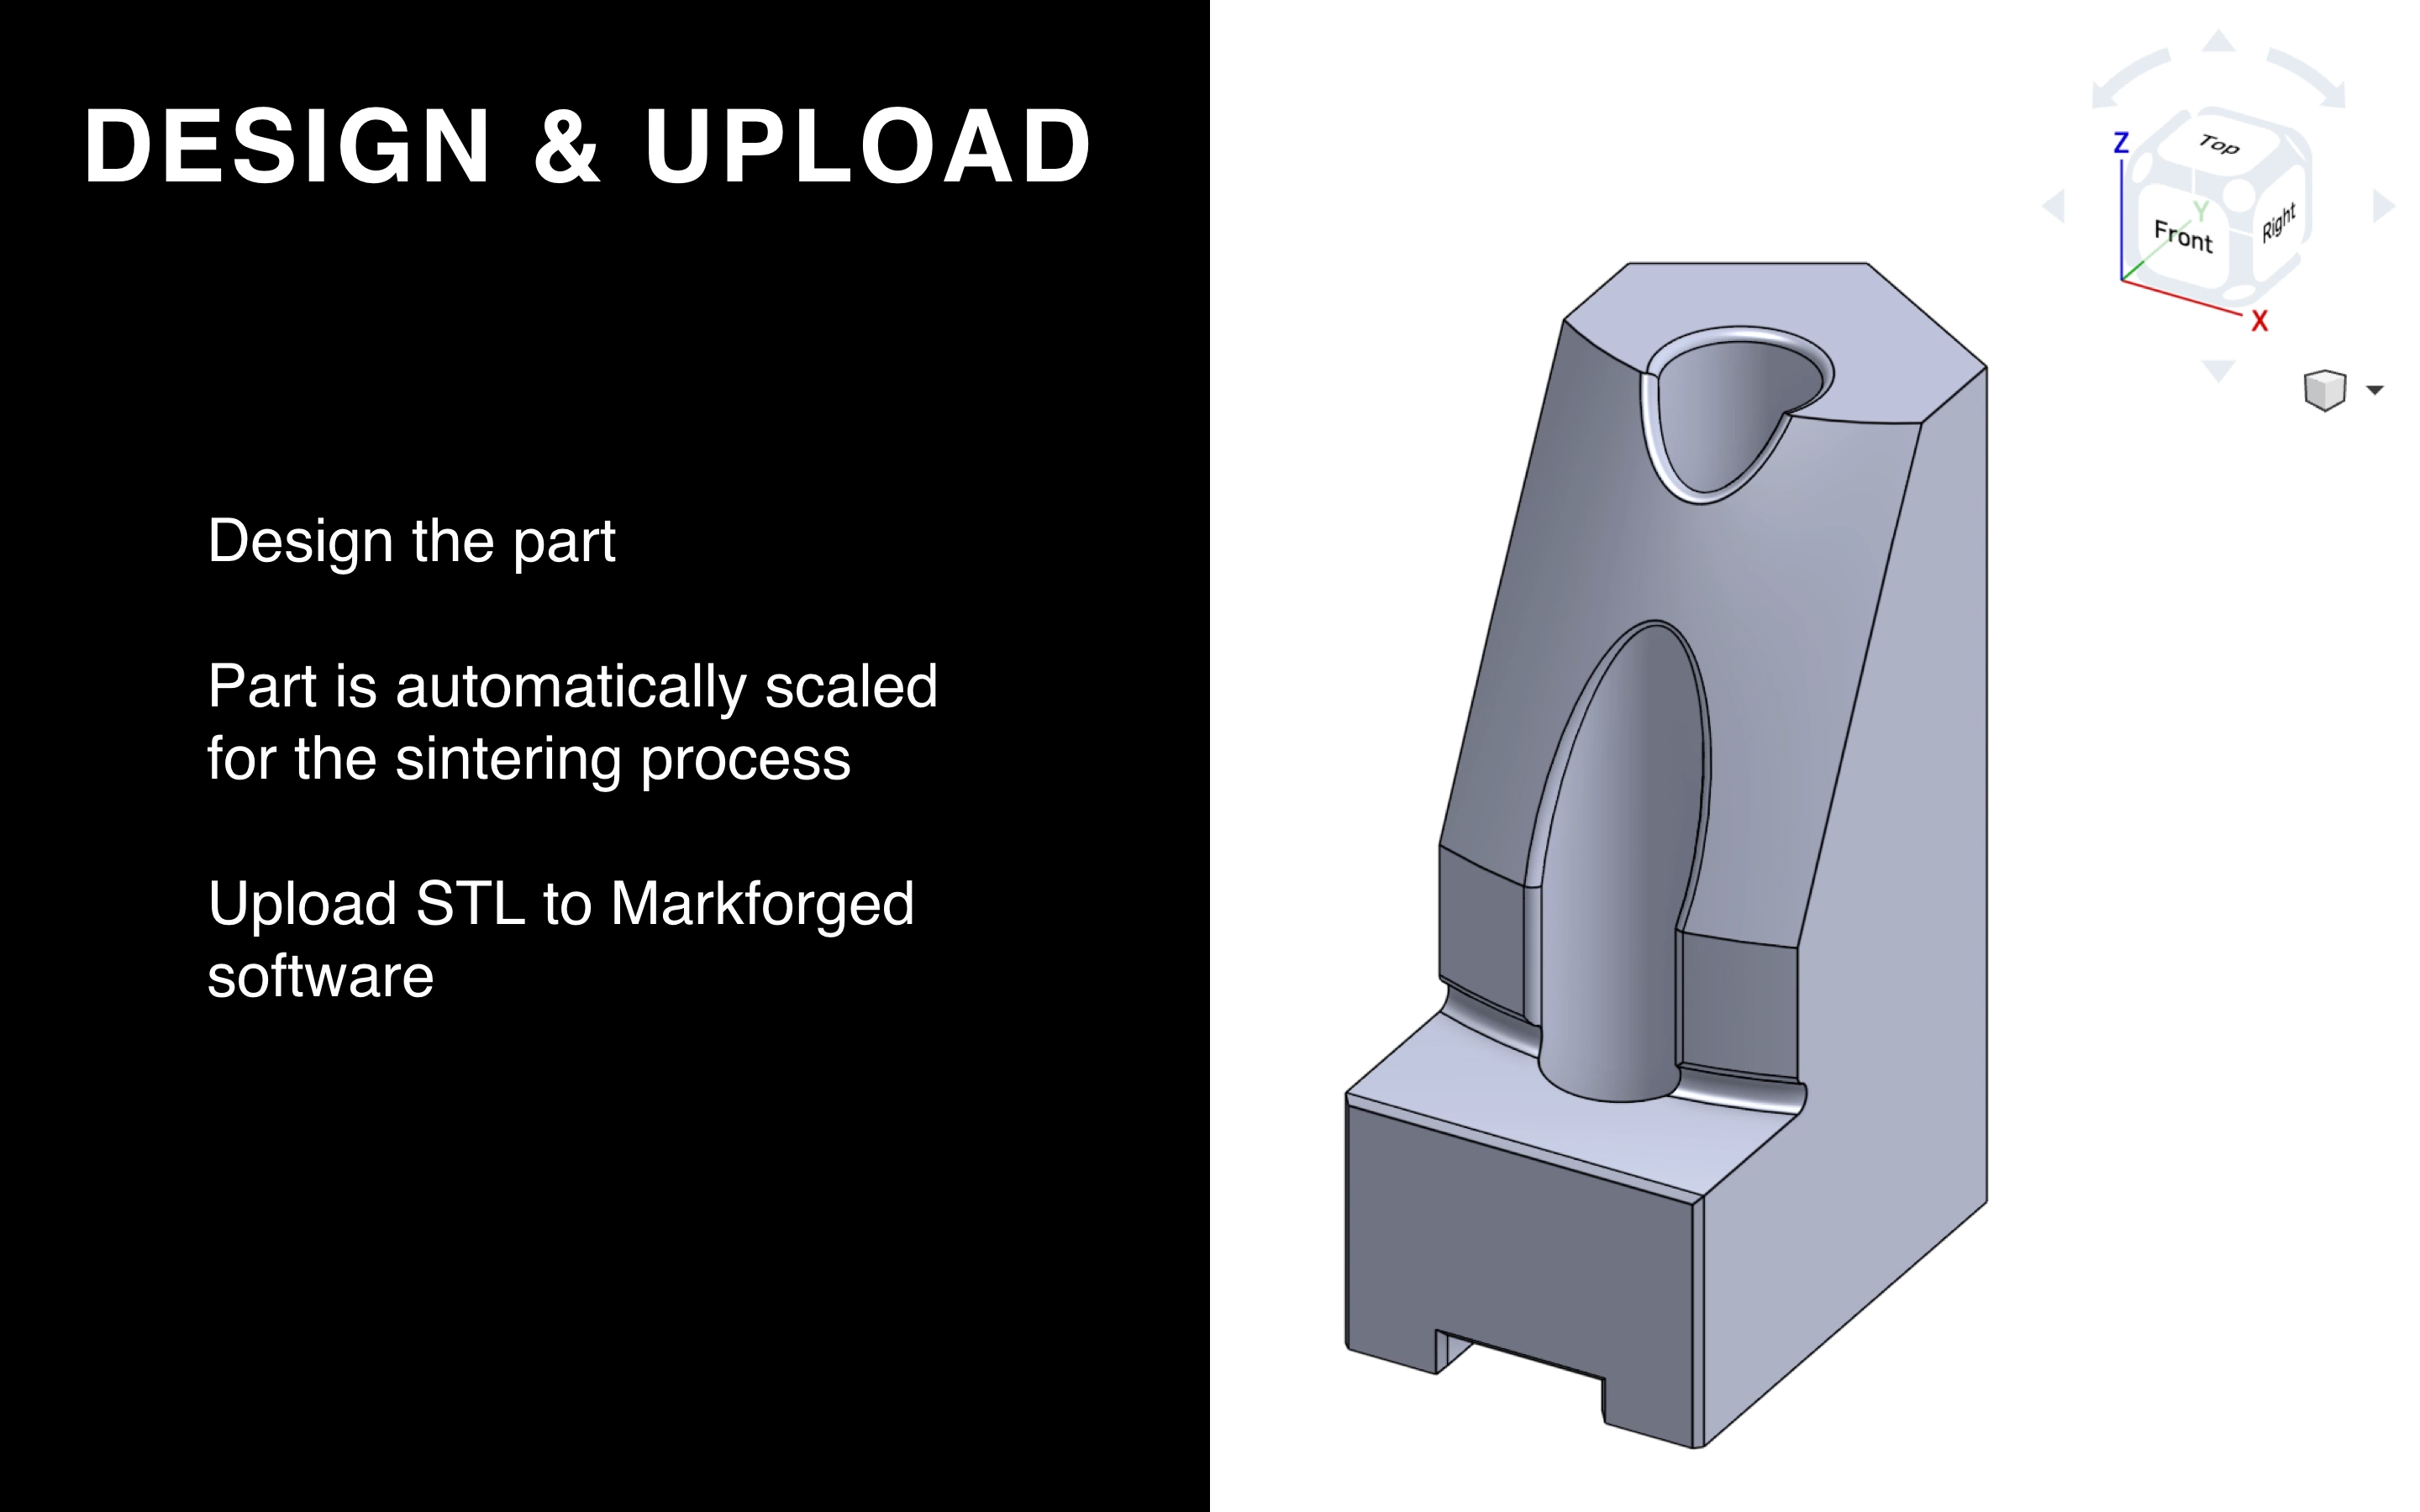 DESIGN & UPLOAD
Design the part
Part is automatically scaled
for the sintering process
Upload STL to Markforged
software
Top
Z
Y
Front
Right
X